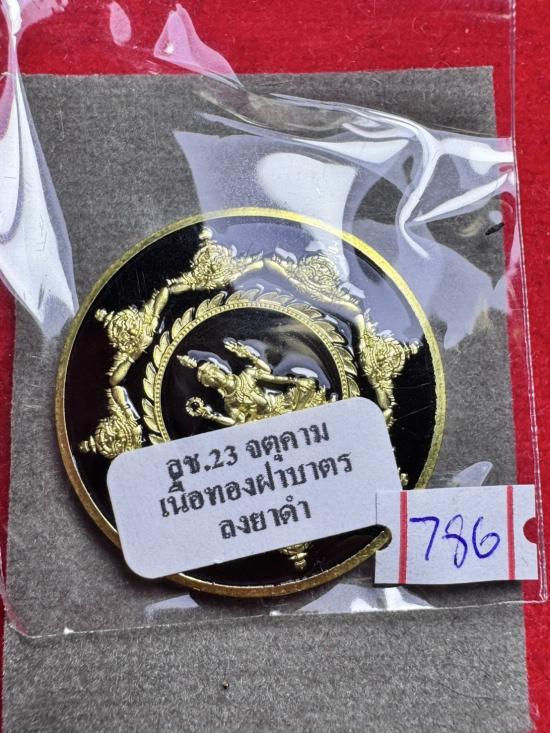 อช.23 จตุคาม
เนื้อทองฝาบาตร
ลงยาดำ
786